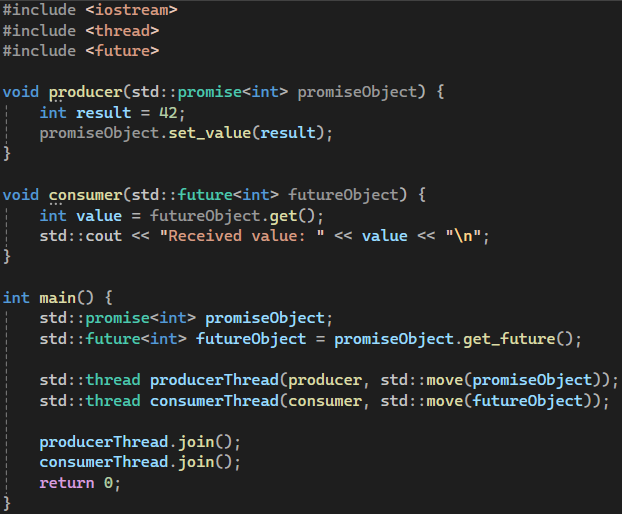 #include <iostream>
#include <thread>
#include <future>

void producer(std::promise<int> promiseObject) {
    int result = 42;
    promiseObject.set_value(result);
}

void consumer(std::future<int> futureObject) {
    int value = futureObject.get();
    std::cout << "Received value: " << value << "\n";
}

int main() {
    std::promise<int> promiseObject;
    std::future<int> futureObject = promiseObject.get_future();

    std::thread producerThread(producer, std::move(promiseObject));
    std::thread consumerThread(consumer, std::move(futureObject));

    producerThread.join();
    consumerThread.join();
    return 0;
}